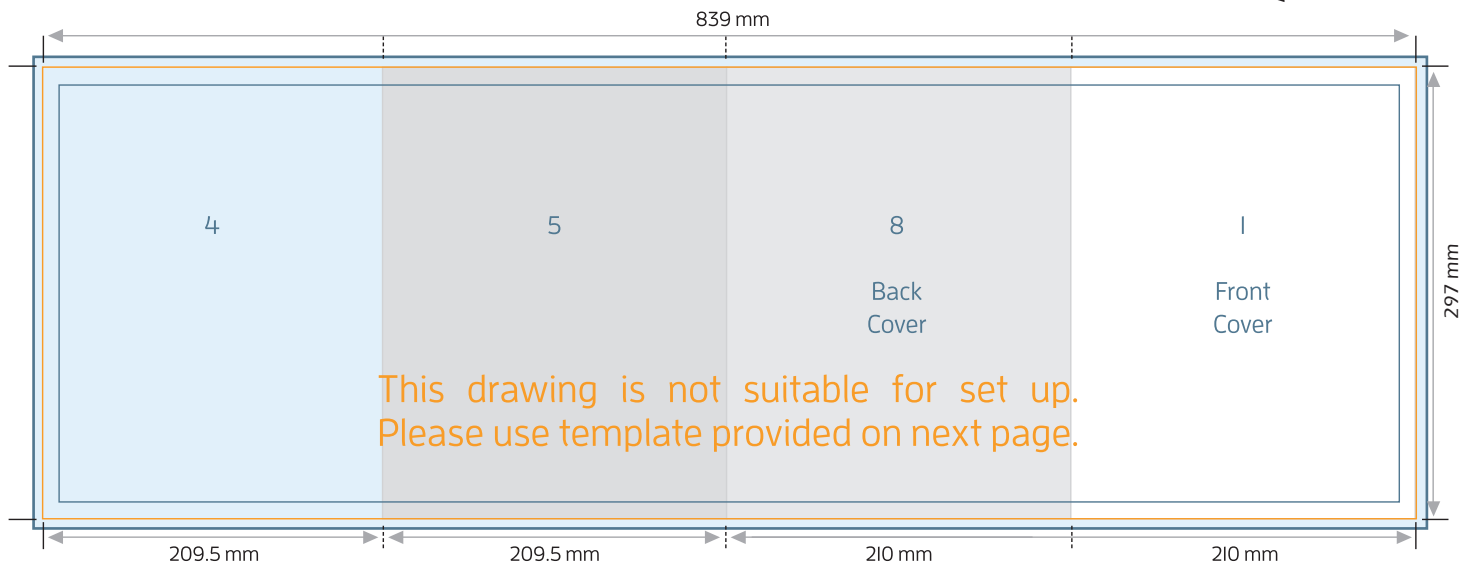 839 mm
4
5
8
1
Back
Cover
Front
Cover
297 mm
This drawing is not suitable for set up.
Please use template provided on next page.
209.5 mm
209.5 mm
210 mm
210 mm